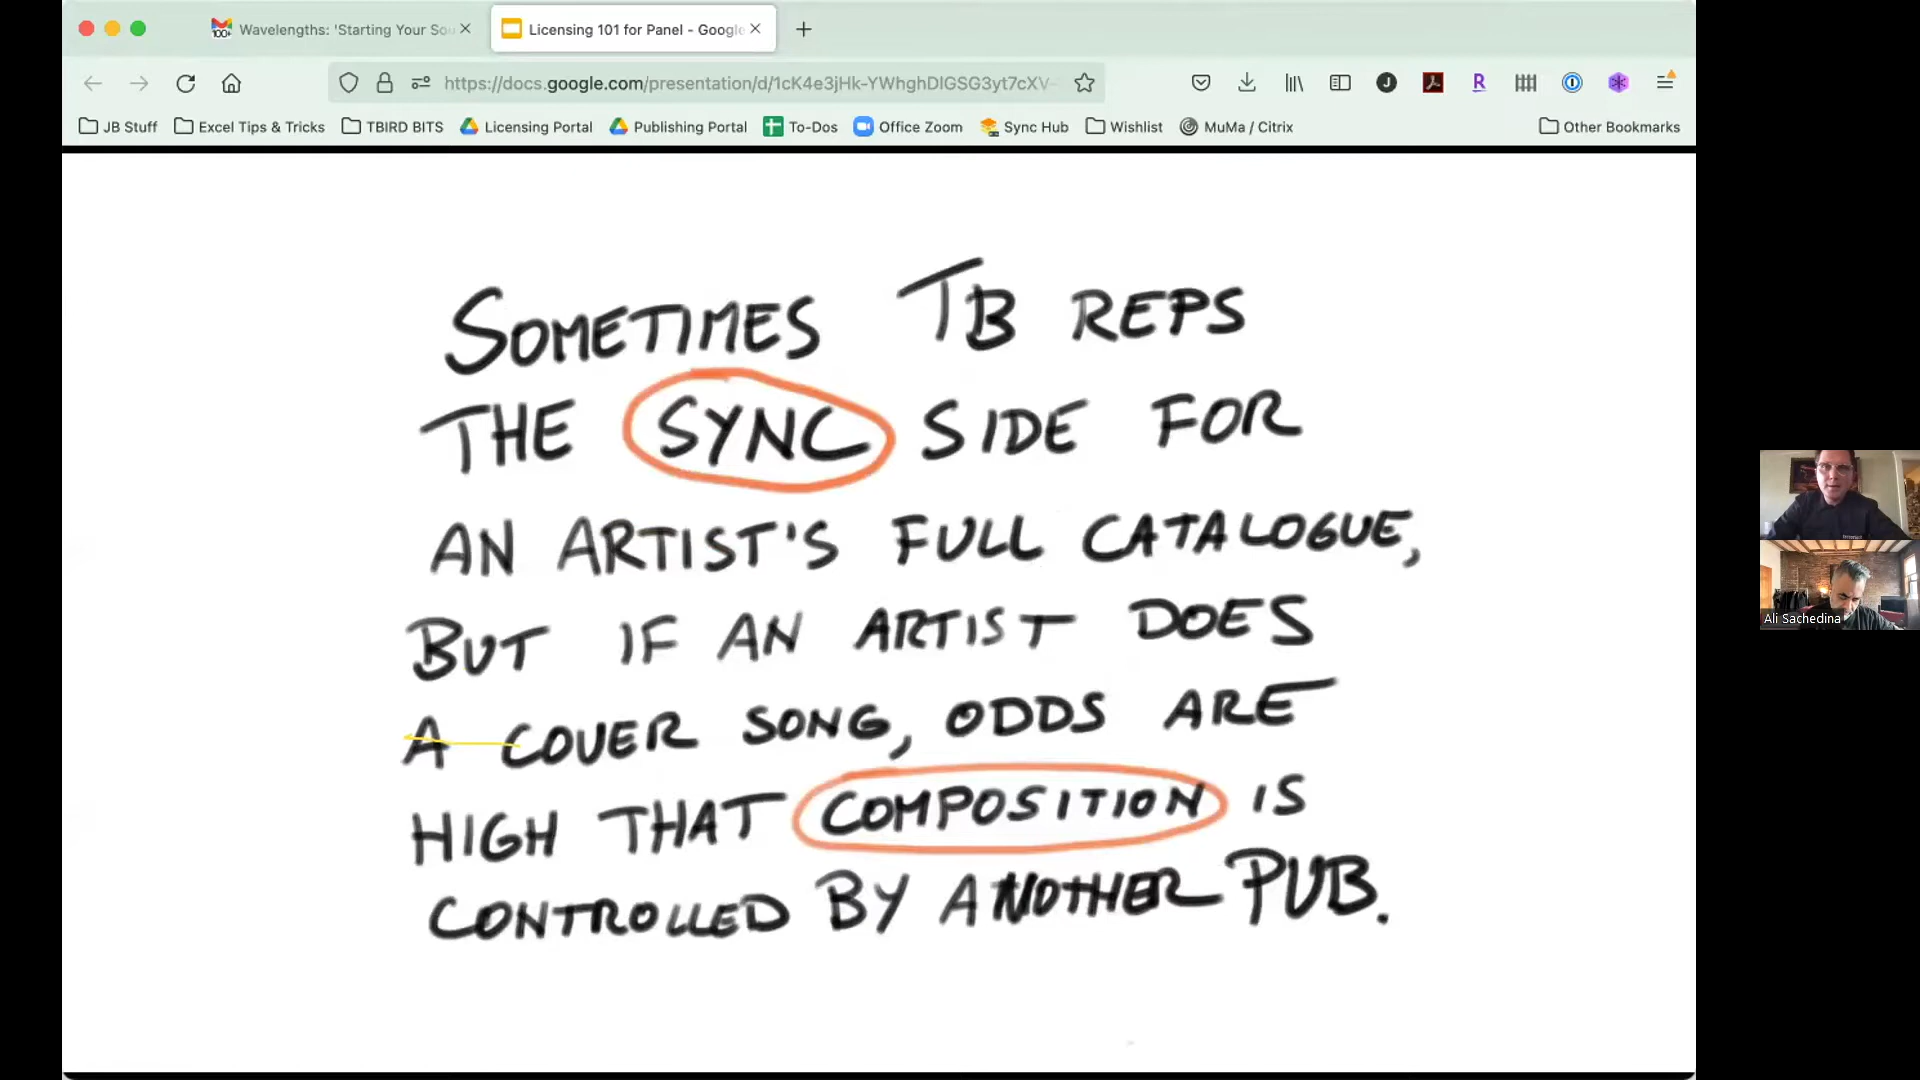 Wavelengths: 'Starting Your Sou
Licensing 101 for Panel - Google
https://docs.google.com/presentation/d/1cK4e3jHk-YWhghDIGSG3yt7cXV-
JB Stuff
Excel Tips & Tricks
TBIRD BITS
Licensing Portal
Publishing Portal
To-Dos
Office Zoom
Sync Hub
Wishlist
MuMa / Citrix
Other Bookmarks
SOMETIMES TB REPS
THE SYNC SIDE FOR
AN ARTIST'S FULL CATALOGUE,
BUT IF AN ARTIST DOES
A COVER SONG, ODDS ARE
HIGH THAT COMPOSITION IS
CONTROLLED BY ANOTHER PUB.
Ali Sachedina